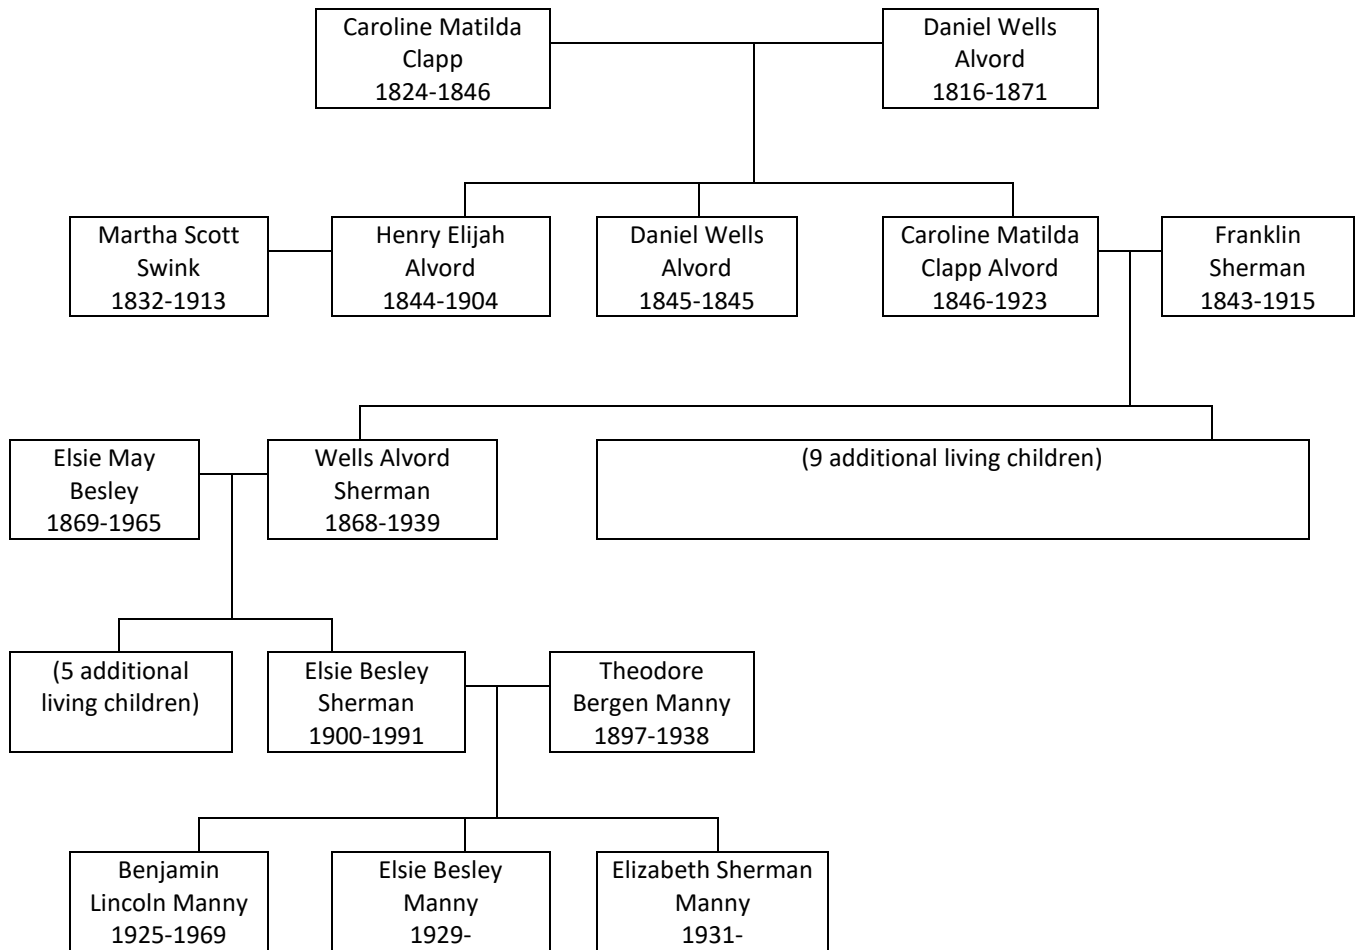 Caroline Matilda
Clapp
1824-1846
Daniel Wells
Alvord
1816-1871
Martha Scott
Swink
1832-1913
Henry Elijah
Alvord
1844-1904
Daniel Wells
Alvord
1845-1845
Caroline Matilda
Clapp Alvord
1846-1923
Franklin
Sherman
1843-1915
Elsie May
Besley
1869-1965
Wells Alvord
Sherman
1868-1939
(9 additional living children)
(5 additional
living children)
Elsie Besley
Sherman
1900-1991
Theodore
Bergen Manny
1897-1938
Benjamin
Lincoln Manny
1925-1969
Elsie Besley
Manny
1929-
Elizabeth Sherman
Manny
1931-